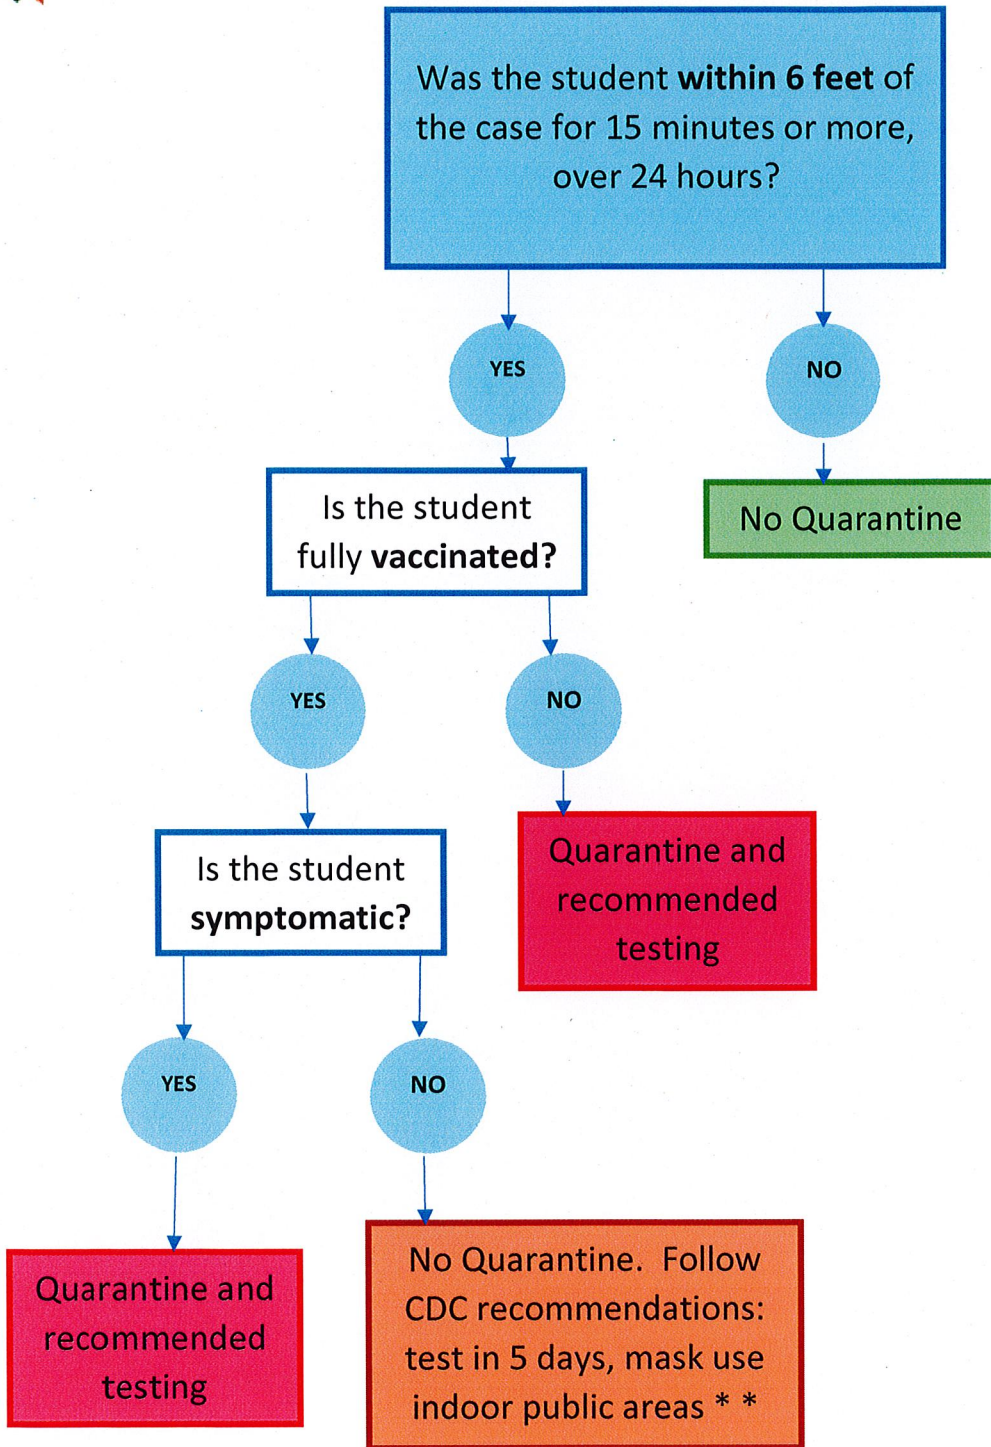 Was the student within 6 feet of
the case for 15 minutes or more,
over 24 hours?
YES
NO
Is the student
fully vaccinated?
No Quarantine
YES
NO
Is the student
symptomatic?
Quarantine and
recommended
testing
YES
NO
Quarantine and
recommended
testing
No Quarantine.  Follow
CDC recommendations:
test in 5 days, mask use
indoor public areas * *